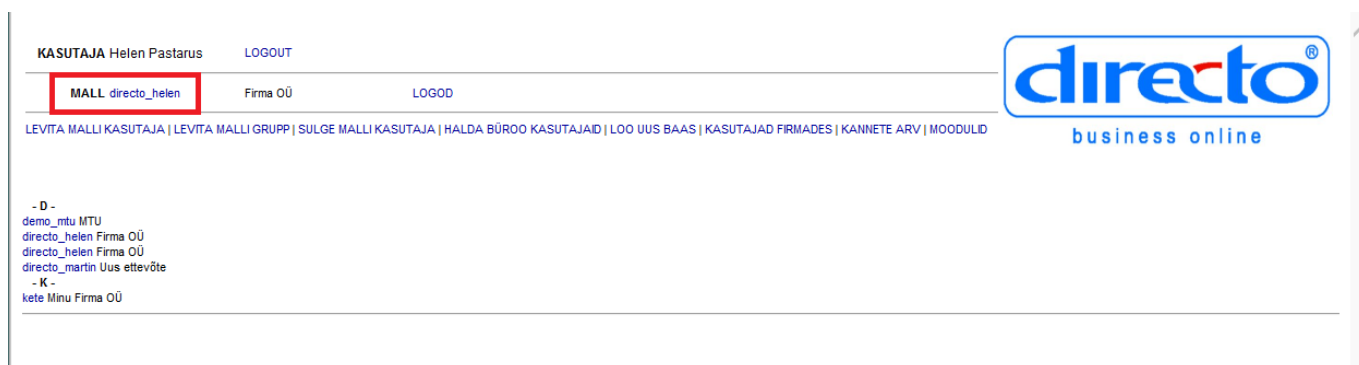 KASUTAJA Helen Pastarus LOGOUT
MALL directo_helen Firma OÜ LOGOD
directo®
business online
LEVITA MALLI KASUTAJA | LEVITA MALLI GRUPP | SULGE MALLI KASUTAJA | HALDA BÜROO KASUTAJAID | LOO UUS BAAS | KASUTAJAD FIRMADES | KANNETE ARV | MOODULID
- D -
demo_mtu MTU
directo_helen Firma OÜ
directo_helen Firma OÜ
directo_martin Uus ettevõte
- K -
kete Minu Firma OÜ